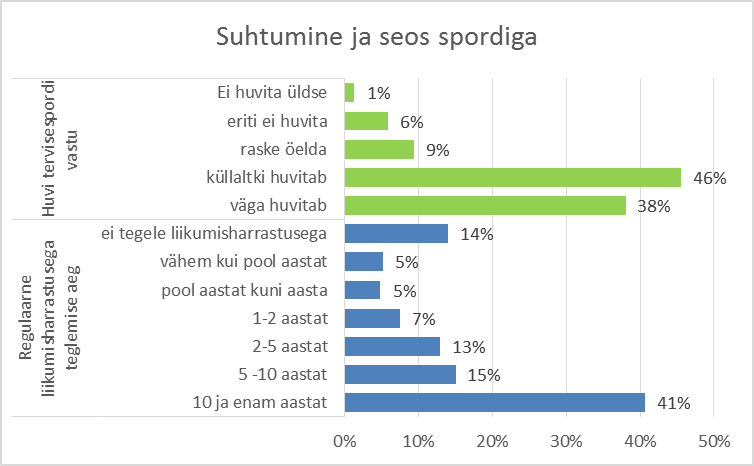 Suhtumine ja seos spordiga
Huvi tervisespordi
vastu
Ei huvita üldse 1%
eriti ei huvita 6%
raske öelda 9%
küllaltki huvitab 46%
väga huvitab 38%
Regulaarne
liikumisharrastusega
teglemise aeg
ei tegele liikumisharrastusega 14%
vähem kui pool aastat 5%
pool aastat kuni aasta 5%
1-2 aastat 7%
2-5 aastat 13%
5 -10 aastat 15%
10 ja enam aastat 41%
0% 10% 20% 30% 40% 50%